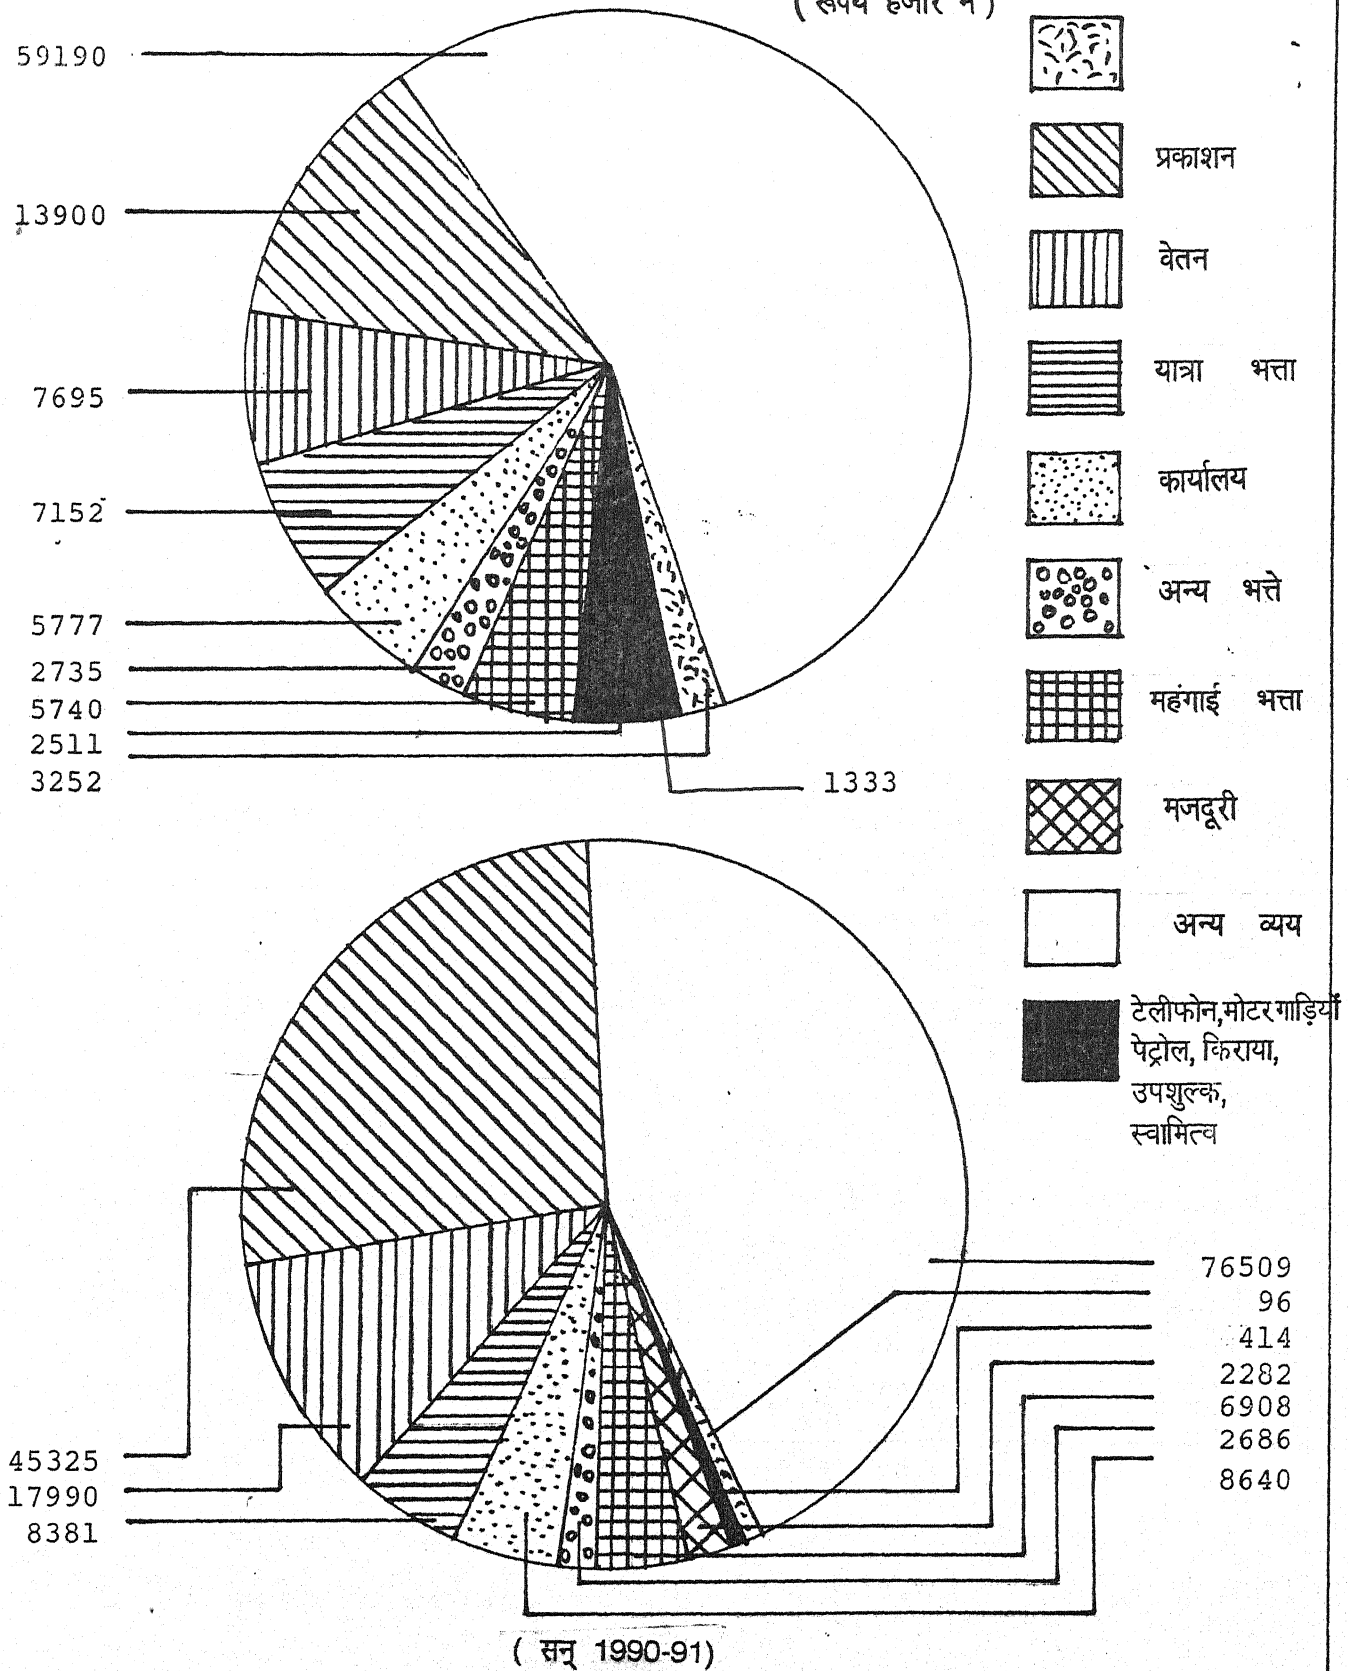 59190
13900
7695
7152
5777
2735
5740
2511
3252
1333
प्रकाशन
वेतन
यात्रा भत्ता
कार्यालय
अन्य भत्ते
महंगाई भत्ता
मजदूरी
अन्य व्यय
टेलीफोन,मोटरगाड़ियाँ
पेट्रोल, किराया,
उपशुल्क,
स्वामित्व
45325
17990
8381
76509
96
414
2282
6908
2686
8640
( सन् 1990-91)